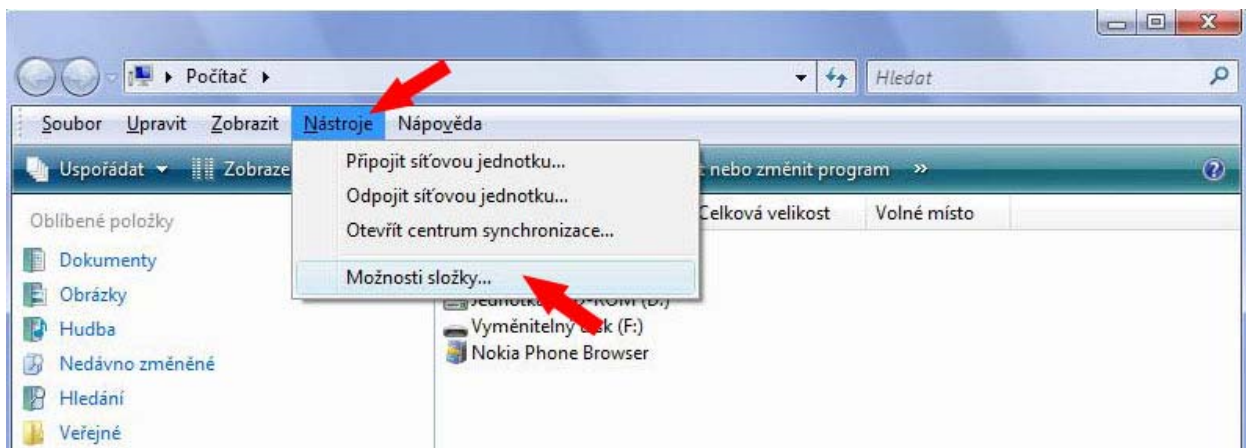 Počítač
Hledat
Soubor Upravit Zobrazit Nástroje Nápověda
Uspořádat Zobraze nebo změnit program »
Připojit síťovou jednotku...
Odpojit síťovou jednotku...
Otevřít centrum synchronizace...
Možnosti složky...
Oblíbené položky
Dokumenty
Obrázky
Hudba
Nedávno změněné
Hledání
Veřejné
Celková velikost Volné místo
Jednotka (D:)
Vyměnitelný (F:)
Nokia Phone Browser